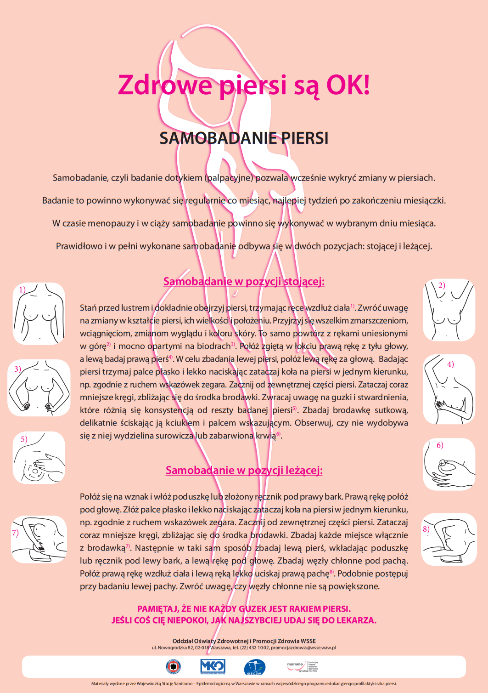 Zdrowe piersi są OK!
SAMOBADANIE PIERSI
Samobadanie, czyli badanie dotykiem (palpacyjne) pozwala wcześnie wykryć zmiany w piersiach.
Badanie to powinno wykonywać się regularnie co miesiąc, najlepiej tydzień po zakończeniu miesiączki.
W czasie menopauzy i w ciąży samobadanie powinno się wykonywać w wybranym dniu miesiąca.
Prawidłowo i w pełni wykonane samobadanie odbywa się w dwóch pozycjach: stojącej i leżącej.
Samobadanie w pozycji stojącej:
1)
2)
3)
4)
5)
6)
7)
8)
Stań przed lustrem i dokładnie obejrzyj piersi, trzymając ręce wzdłuż ciała¹⁾. Zwróć uwagę
na zmiany w kształcie piersi, ich wielkości i położeniu. Przyjrzyj się wszelkim zmarszczeniom,
wciągnięciom, zmianom wyglądu i koloru skóry. To samo powtórz z rękami uniesionymi
w górę²⁾ i mocno opartymi na biodrach³⁾. Połóż zgiętą w łokciu prawą rękę z tyłu głowy,
a lewą badaj prawą pierś⁴⁾. W celu zbadania lewej piersi, połóż lewą rękę za głową. Badając
piersi trzymaj palce płasko i lekko naciskając zataczaj koła na piersi w jednym kierunku,
np. zgodnie z ruchem wskazówek zegara. Zacznij od zewnętrznej części piersi. Zataczaj coraz
mniejsze kręgi, zbliżając się do środka brodawki. Zwracaj uwagę na guzki i stwardnienia,
które różnią się konsystencją od reszty badanej piersi⁵⁾. Zbadaj brodawkę sutkową,
delikatnie ściskając ją kciukiem i palcem wskazującym. Obserwuj, czy nie wydobywa
się z niej wydzielina surowicza lub zabarwiona krwią⁶⁾.
Samobadanie w pozycji leżącej:
Połóż się na wznak i włóż poduszkę lub złożony ręcznik pod prawy bark. Prawą rękę połóż
pod głowę. Złóż palce płasko i lekko naciskając zataczaj koła na piersi w jednym kierunku,
np. zgodnie z ruchem wskazówek zegara. Zacznij od zewnętrznej części piersi. Zataczaj
coraz mniejsze kręgi, zbliżając się do środka brodawki. Zbadaj każde miejsce włącznie
z brodawką⁷⁾. Następnie w taki sam sposób zbadaj lewą pierś, wkładając poduszkę
lub ręcznik pod lewy bark, a lewą rękę pod głowę. Zbadaj węzły chłonne pod pachą.
Połóż prawą rękę wzdłuż ciała i lewą ręką lekko uciskaj prawą pachę⁸⁾. Podobnie postępuj
przy badaniu lewej pachy. Zwróć uwagę, czy węzły chłonne nie są powiększone.
PAMIĘTAJ, ŻE NIE KAŻDY GUZEK JEST RAKIEM PIERSI.
JEŚLI COŚ CIĘ NIEPOKOI, JAK NAJSZYBCIEJ UDAJ SIĘ DO LEKARZA.
Oddział Oświaty Zdrowotnej i Promocji Zdrowia WSSE
MKO